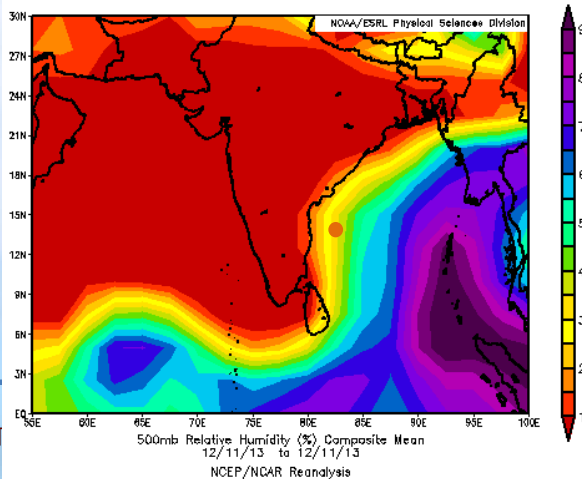 NOAA/ESRL Physical Sciences Division
30N
27N
24N
21N
18N
15N
12N
9N
6N
3N
EQ
55E 60E 65E 70E 75E 80E 85E 90E 95E 100E
500mb Relative Humidity (%) Composite Mean
12/11/13 to 12/11/13
NCEP/NCAR Reanalysis